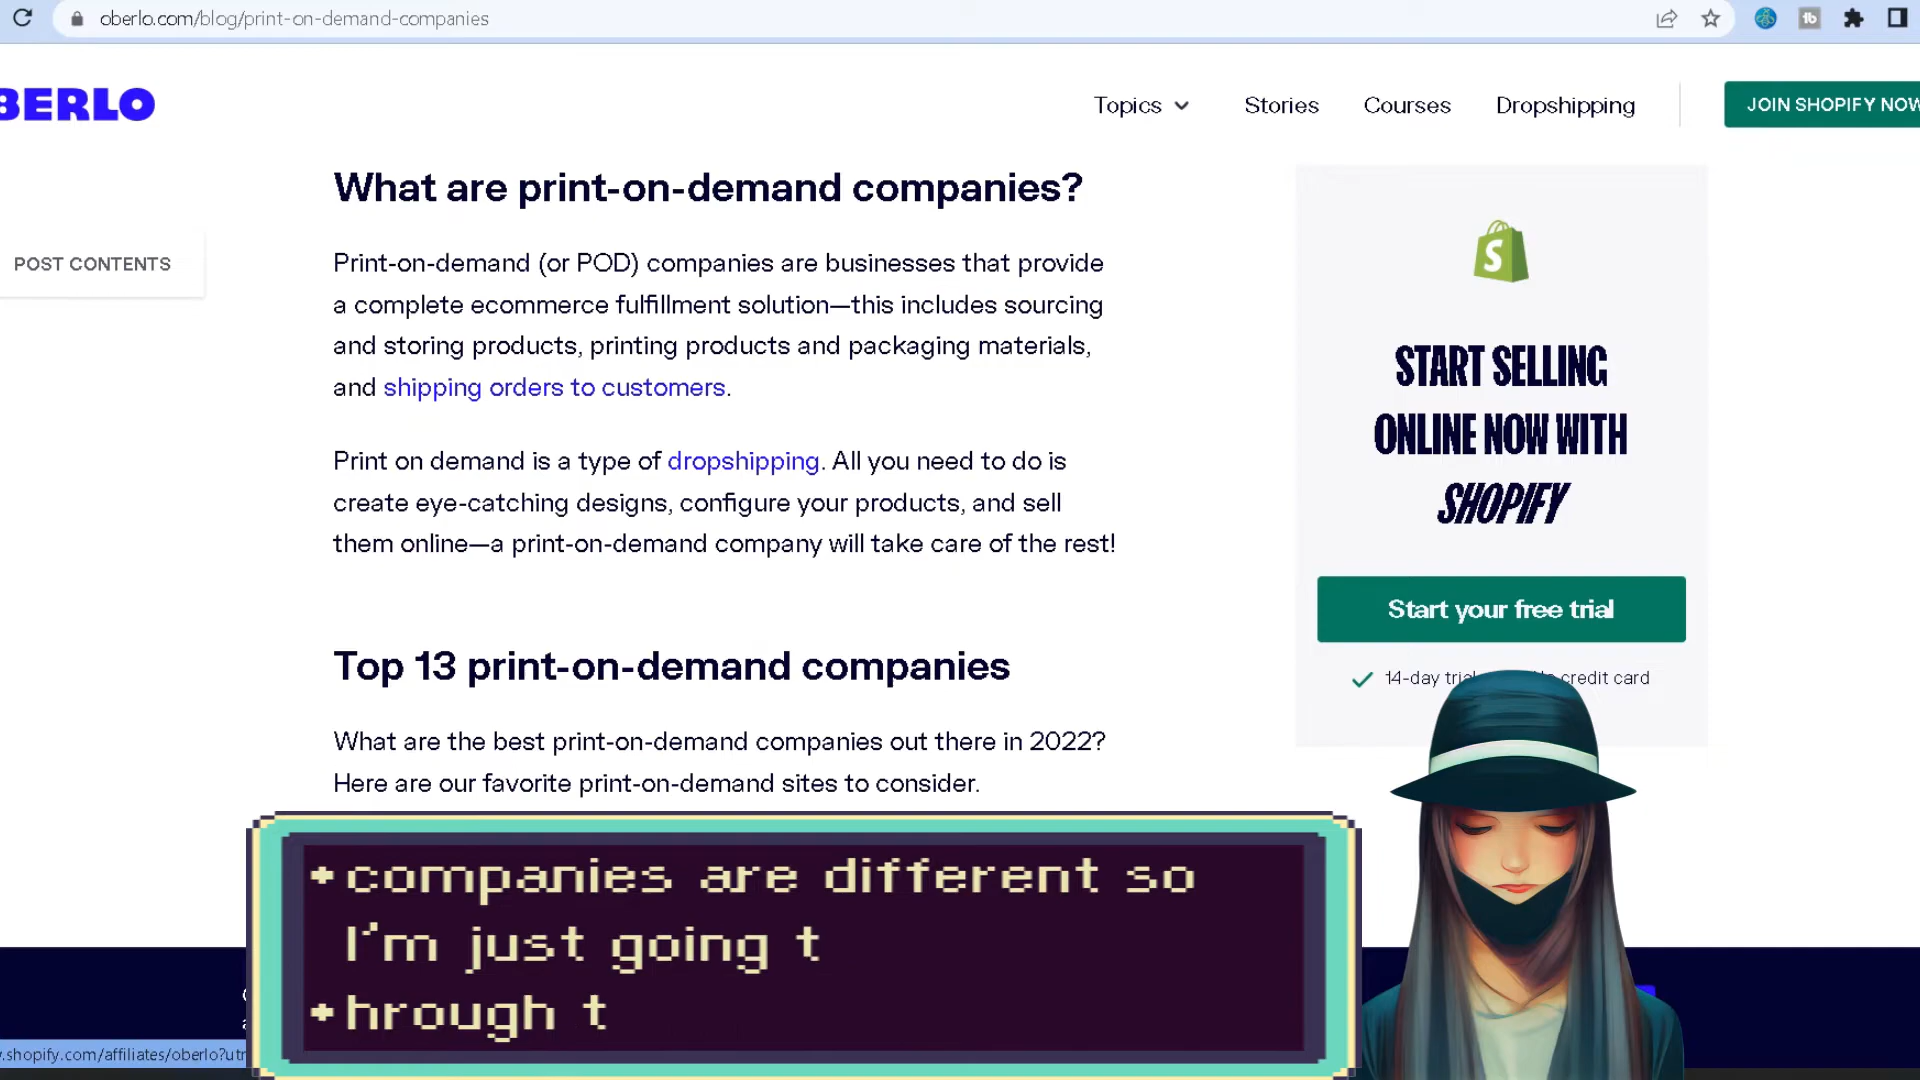 oberlo.com/blog/print-on-demand-companies
BERLO
Topics
Stories
Courses
Dropshipping
JOIN SHOPIFY NOW
POST CONTENTS
What are print-on-demand companies?
Print-on-demand (or POD) companies are businesses that provide
a complete ecommerce fulfillment solution—this includes sourcing
and storing products, printing products and packaging materials,
and shipping orders to customers.
Print on demand is a type of dropshipping. All you need to do is
create eye-catching designs, configure your products, and sell
them online—a print-on-demand company will take care of the rest!
Top 13 print-on-demand companies
What are the best print-on-demand companies out there in 2022?
Here are our favorite print-on-demand sites to consider.
S
START SELLING
ONLINE NOW WITH
SHOPIFY
Start your free trial
14-day trial credit card
companies are different so
I'm just going t
hrough t
.shopify.com/affiliates/oberlo?utm
tb